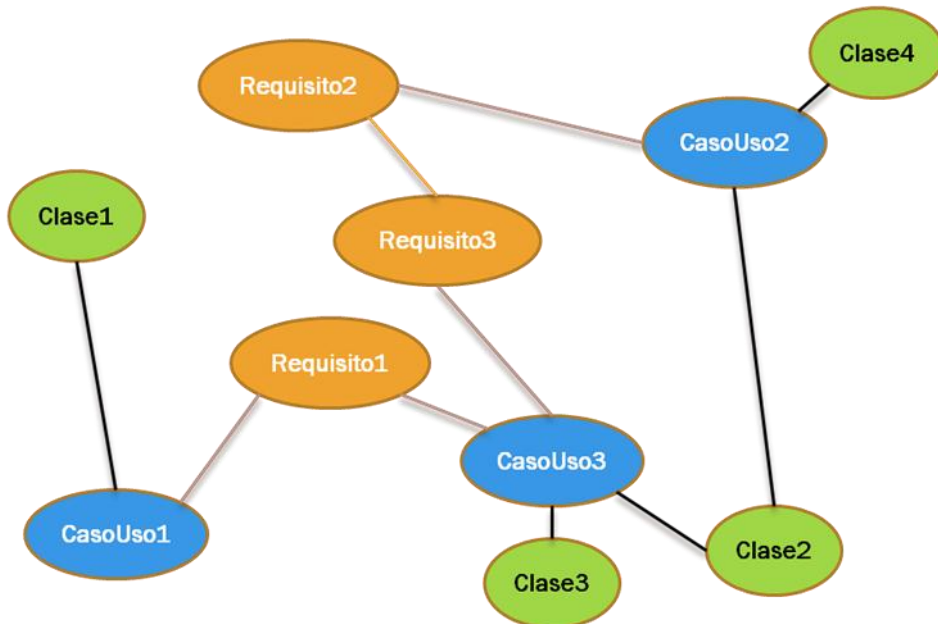 Clase4
Requisito2
CasoUso2
Clase1
Requisito3
Requisito1
CasoUso3
CasoUso1
Clase2
Clase3